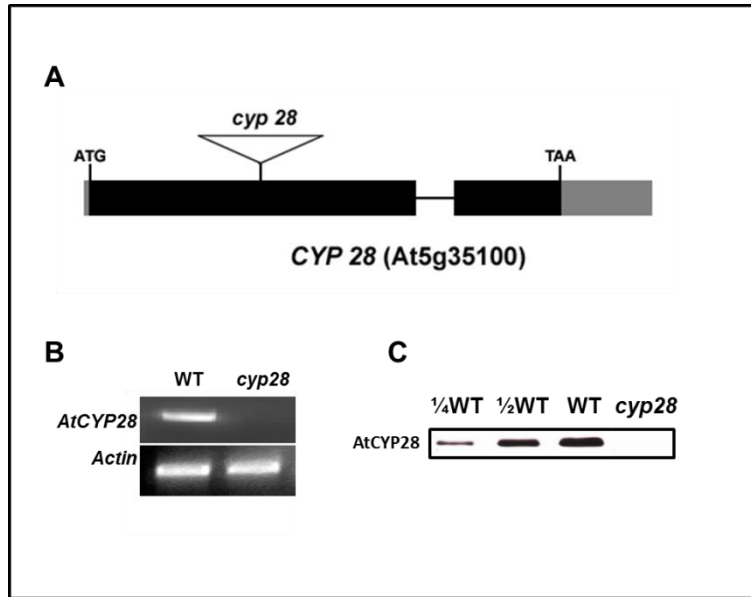 A
cyp 28
ATG
TAA
CYP 28 (At5g35100)
B
WT cyp28
AtCYP28
Actin
C
¼WT ½WT WT cyp28
AtCYP28